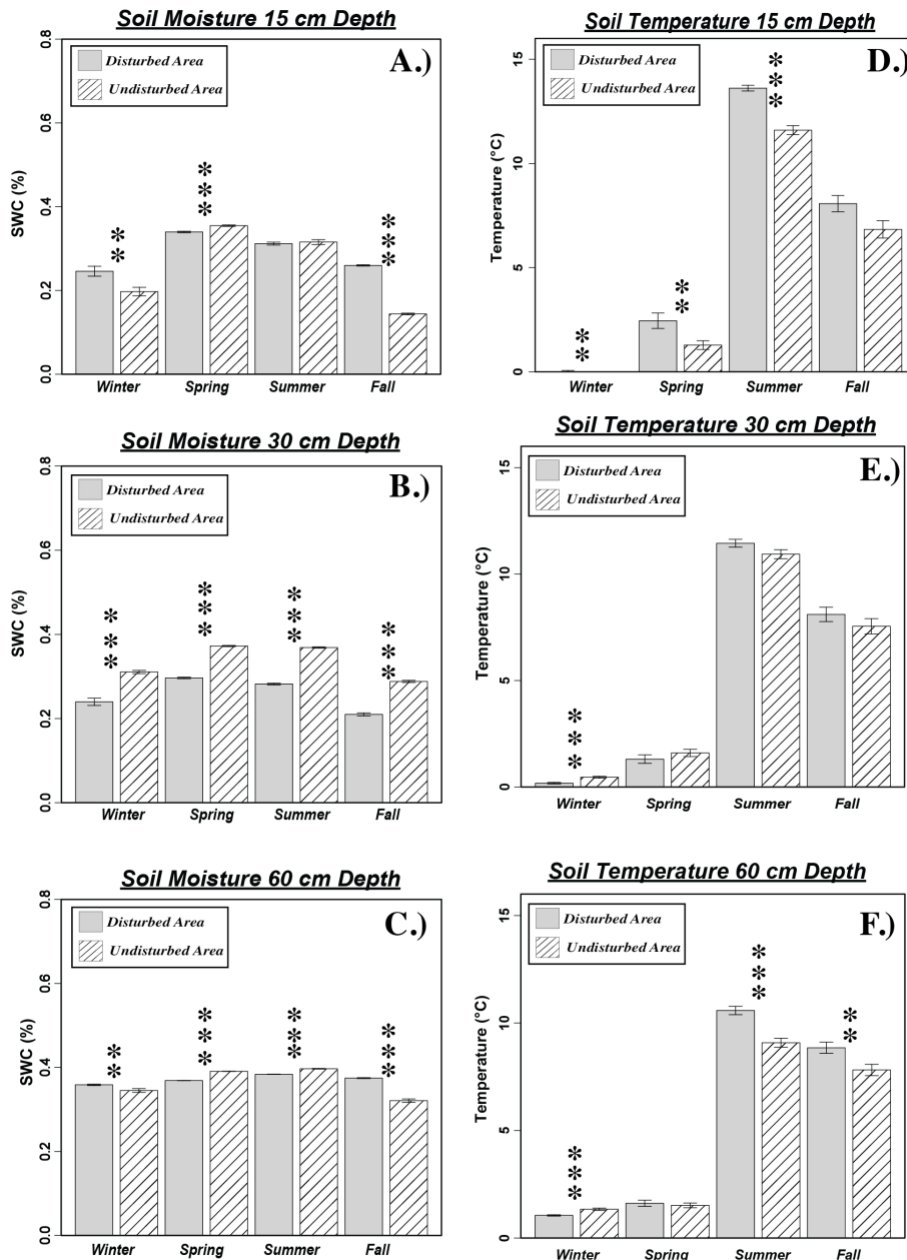 Soil Moisture 15 cm Depth
A.)
Disturbed Area
Undisturbed Area
SWC (%)
0.8
0.6
0.4
0.2
0.0
**
***
***
Winter Spring Summer Fall
Soil Temperature 15 cm Depth
D.)
Disturbed Area
Undisturbed Area
Temperature (°C)
15
10
5
0
**
**
***
Winter Spring Summer Fall
Soil Moisture 30 cm Depth
B.)
Disturbed Area
Undisturbed Area
SWC (%)
0.8
0.6
0.4
0.2
0.0
***
***
***
***
Winter Spring Summer Fall
Soil Temperature 30 cm Depth
E.)
Disturbed Area
Undisturbed Area
Temperature (°C)
15
10
5
0
***
Winter Spring Summer Fall
Soil Moisture 60 cm Depth
C.)
Disturbed Area
Undisturbed Area
SWC (%)
0.8
0.6
0.4
0.2
0.0
**
***
***
***
Winter Spring Summer Fall
Soil Temperature 60 cm Depth
F.)
Disturbed Area
Undisturbed Area
Temperature (°C)
15
10
5
0
***
***
**
Winter Spring Summer Fall